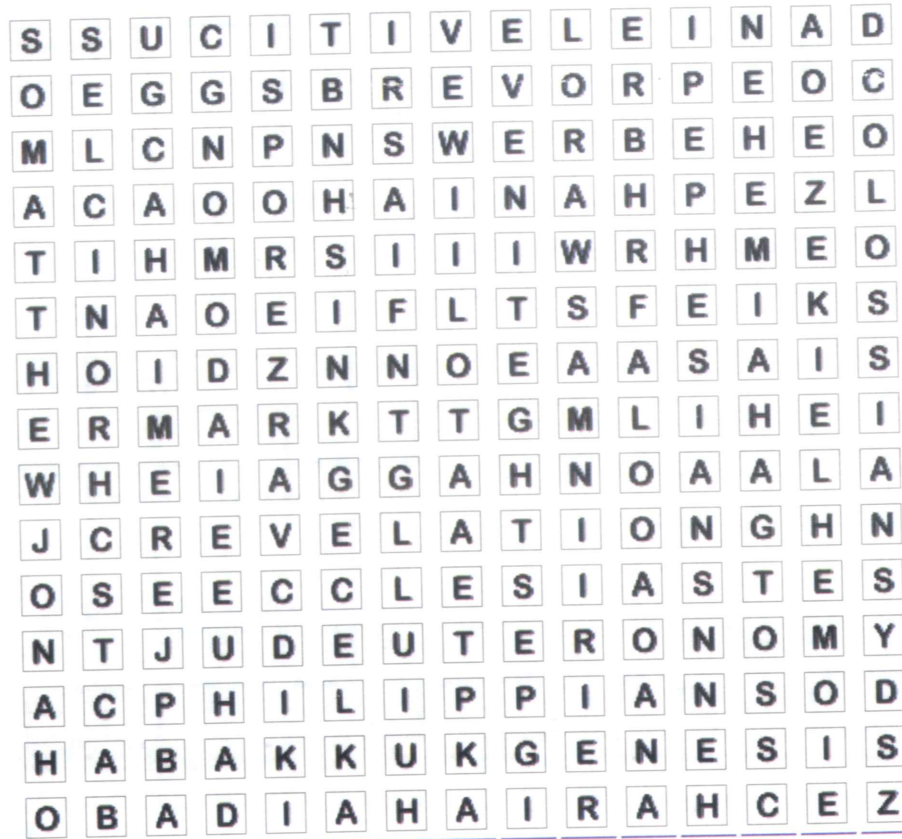 S S U C I T I V E L E I N A D
O E G G S B R E V O R P E O C
M L C N P N S W E R B E H E O
A C A O O H A I N A H P E Z L
T I H M R S I I I W R H M E O
T N A O E I F L T S F E I K S
H O I D Z N N O E A A S A I S
E R M A R K T T G M L I H E I
W H E I A G G A H N O A A L A
J C R E V E L A T I O N G H N
O S E E C C L E S I A S T E S
N T J U D E U T E R O N O M Y
A C P H I L I P P I A N S O D
H A B A K K U K G E N E S I S
O B A D I A H A I R A H C E Z